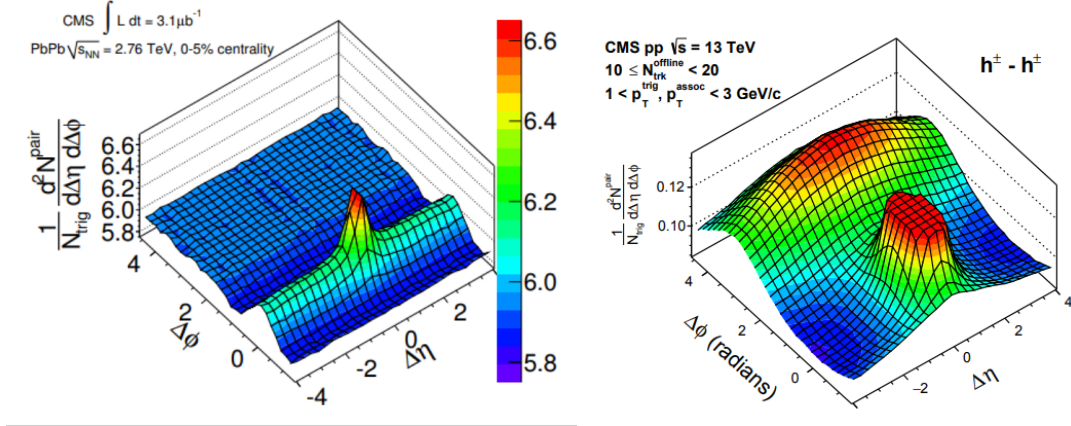 CMS ∫ L dt = 3.1μb⁻¹
PbPb √s_NN = 2.76 TeV, 0-5% centrality
1/N_trig d²N^pair/dΔη dΔϕ
6.6
6.4
6.2
6.0
5.8
4
2
0
Δϕ
-4
-2
0
2
Δη
6.6
6.4
6.2
6.0
5.8
CMS pp √s = 13 TeV
10 ≤ N_trk^offline < 20
1 < p_T^trig, p_T^assoc < 3 GeV/c
h± - h±
1/N_trig d²N^pair/dΔη dΔϕ
0.12
0.10
4
2
0
Δϕ (radians)
−2
0
2
4
Δη